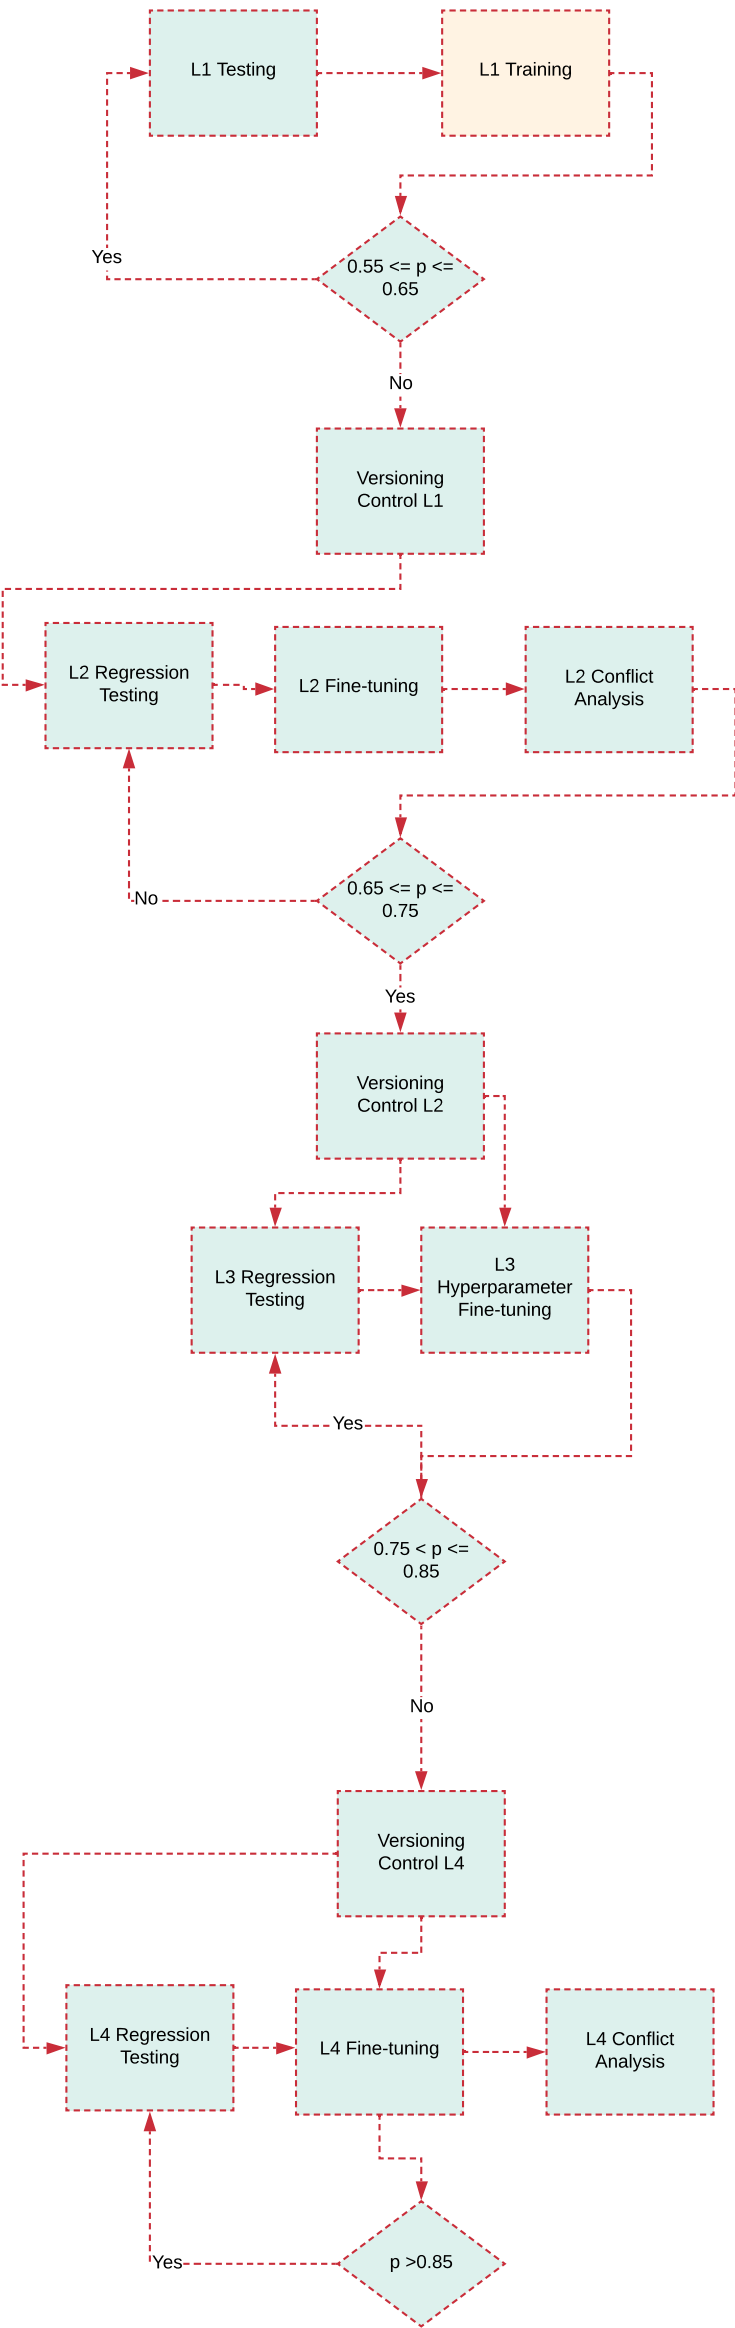 L1 Testing
L1 Training
0.55 <= p <=
0.65
Yes
No
Versioning
Control L1
L2 Regression
Testing
L2 Fine-tuning
L2 Conflict
Analysis
0.65 <= p <=
0.75
No
Yes
Versioning
Control L2
L3 Regression
Testing
L3
Hyperparameter
Fine-tuning
Yes
0.75 < p <=
0.85
No
Versioning
Control L4
L4 Regression
Testing
L4 Fine-tuning
L4 Conflict
Analysis
Yes
p >0.85